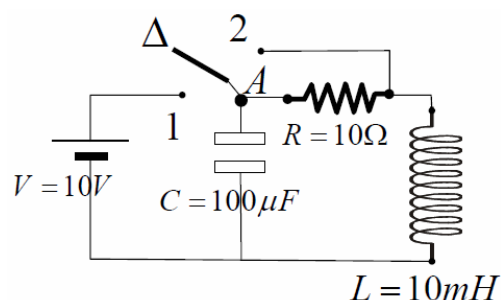 Δ
2
A
1
R = 10Ω
V = 10V
C = 100μF
L = 10mH